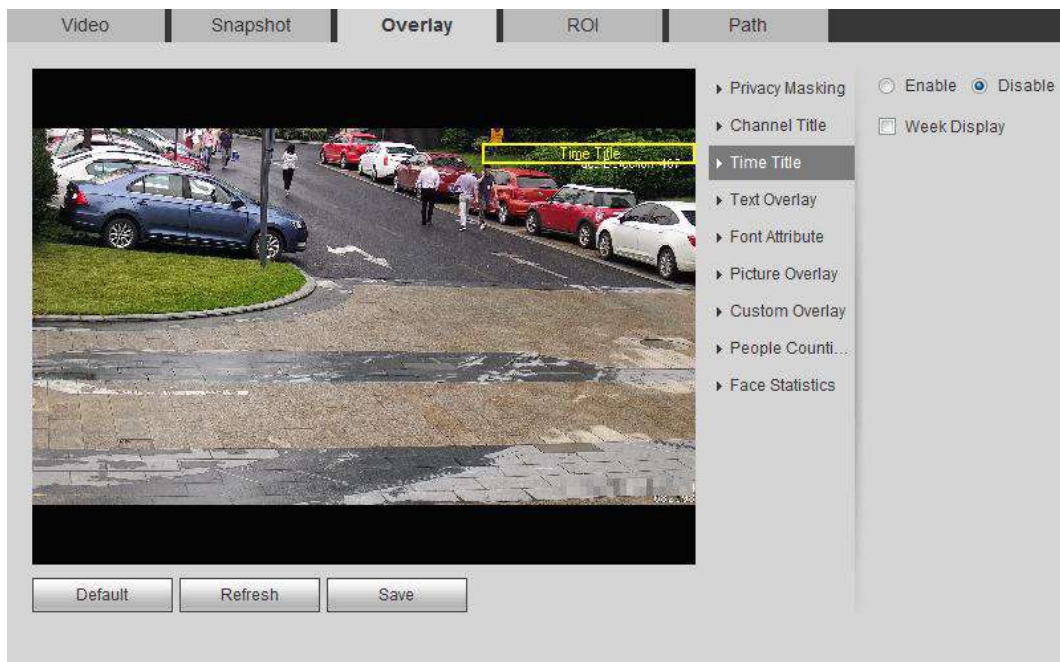 Video Snapshot Overlay ROI Path
Time Title
Privacy Masking
Channel Title
Time Title
Text Overlay
Font Attribute
Picture Overlay
Custom Overlay
People Counti...
Face Statistics
Enable Disable
Week Display
Default Refresh Save